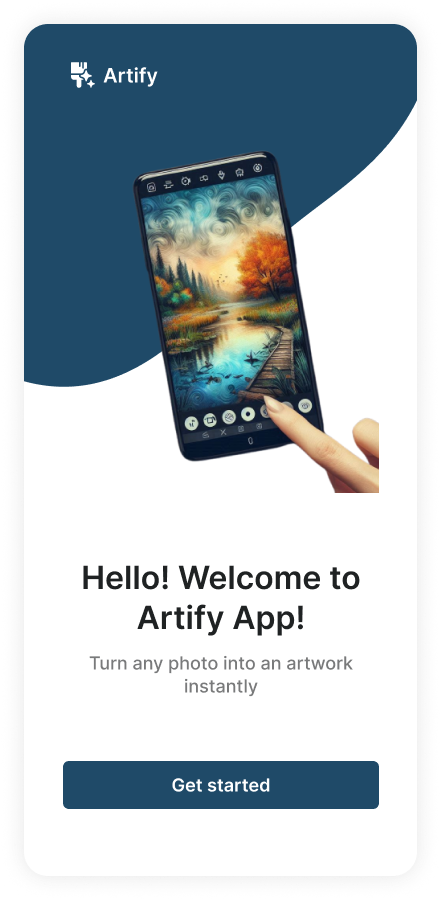 Artify
Hello! Welcome to
Artify App!
Turn any photo into an artwork
instantly
Get started